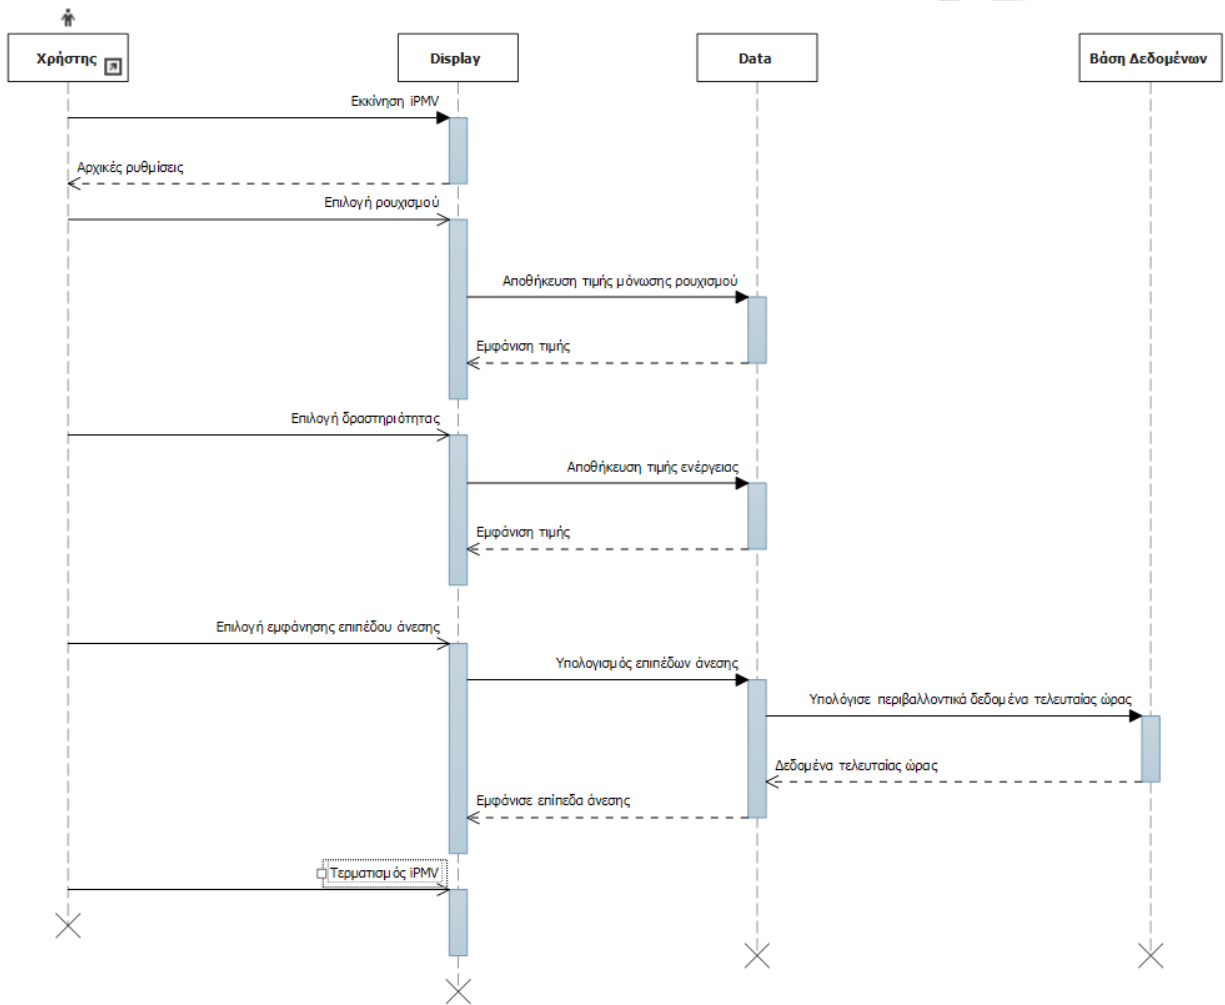 Χρήστης
Display
Data
Βάση Δεδομένων
Εκκίνηση iPMV
Αρχικές ρυθμίσεις
Επιλογή ρουχισμού
Αποθήκευση τιμής μόνωσης ρουχισμού
Εμφάνιση τιμής
Επιλογή δραστηριότητας
Αποθήκευση τιμής ενέργειας
Εμφάνιση τιμής
Επιλογή εμφάνησης επιπέδου άνεσης
Υπολογισμός επιπέδων άνεσης
Υπολόγισε περιβαλλοντικά δεδομένα τελευταίας ώρας
Δεδομένα τελευταίας ώρας
Εμφάνισε επίπεδα άνεσης
Τερματισμός iPMV